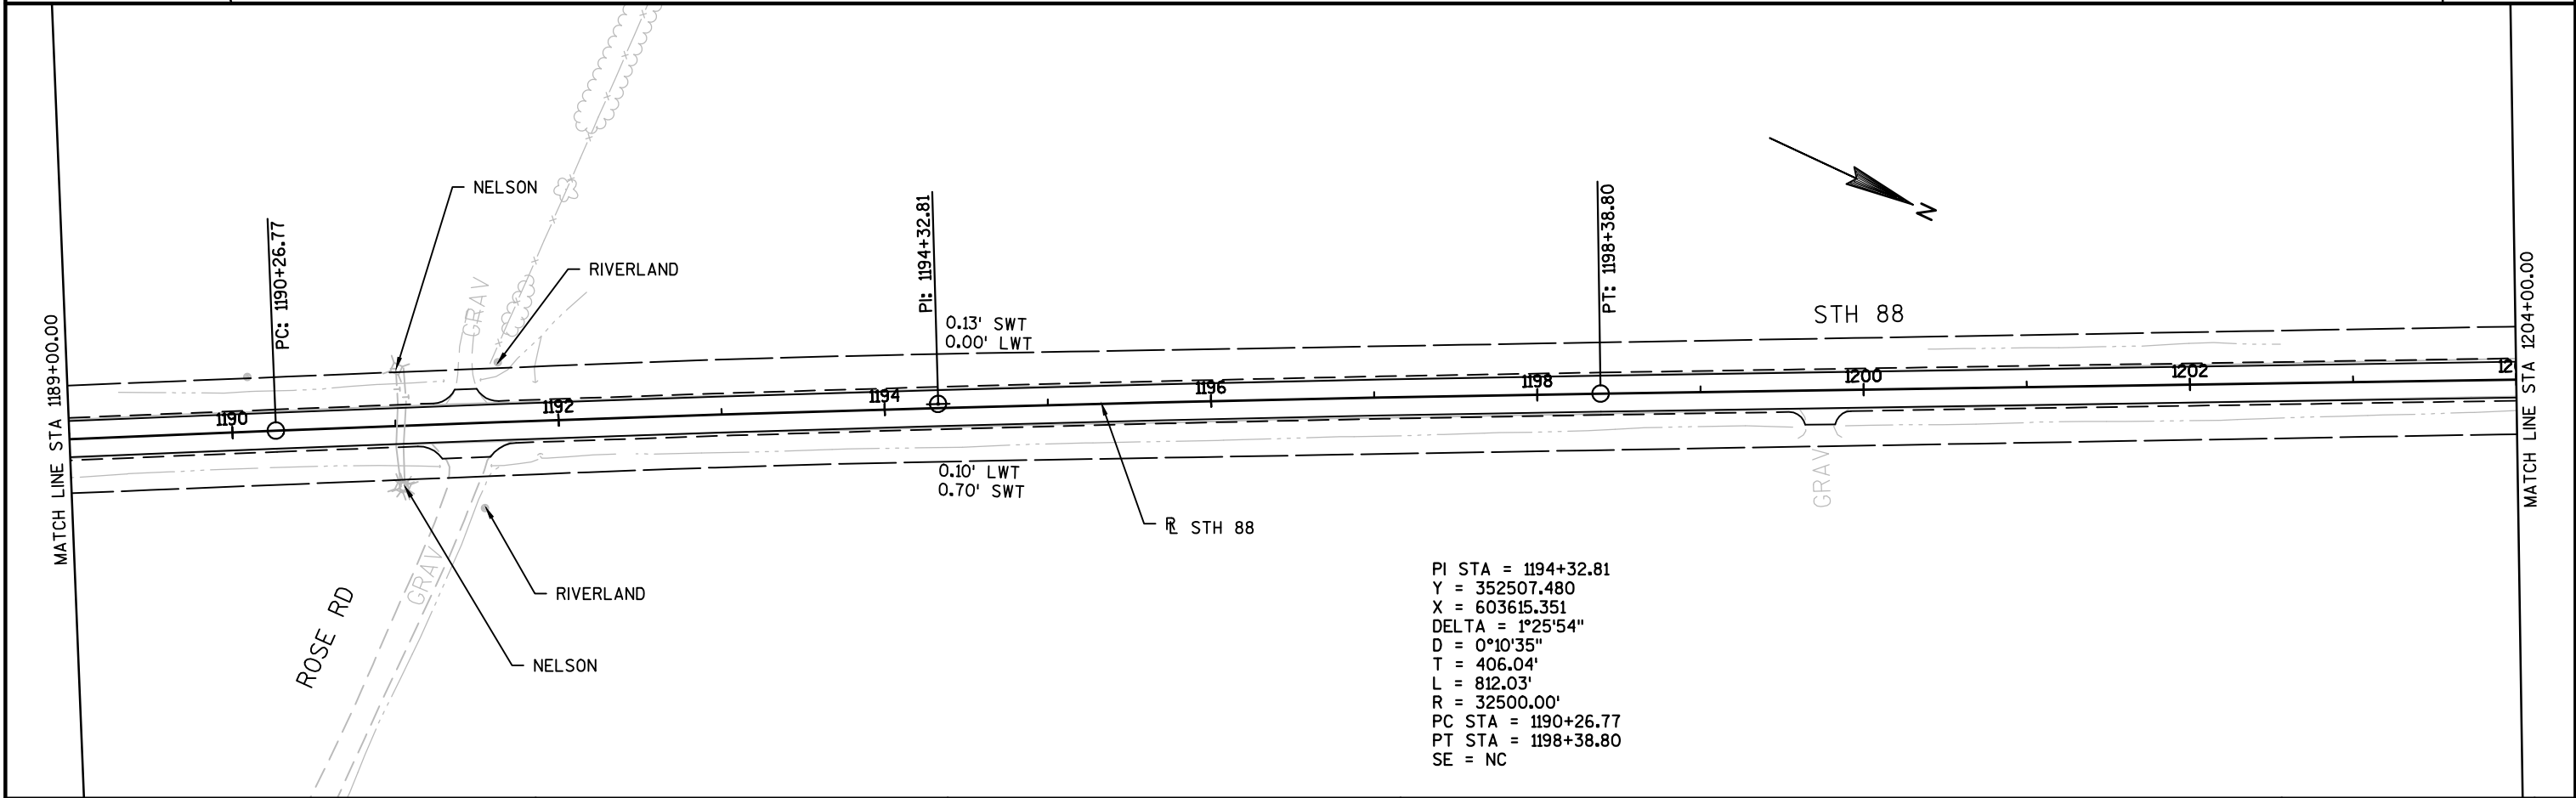 MATCH LINE STA 1189+00.00
PC: 1190+26.77
NELSON
GRAV
RIVERLAND
PI: 1194+32.81
0.13' SWT
0.00' LWT
PT: 1198+38.80
N
STH 88
MATCH LINE STA 1204+00.00
1190
1192
1194
1196
1198
1200
1202
12
0.10' LWT
0.70' SWT
RL STH 88
GRAV
GRAV
ROSE RD
RIVERLAND
NELSON
PI STA = 1194+32.81
Y = 352507.480
X = 603615.351
DELTA = 1°25'54"
D = 0°10'35"
T = 406.04'
L = 812.03'
R = 32500.00'
PC STA = 1190+26.77
PT STA = 1198+38.80
SE = NC